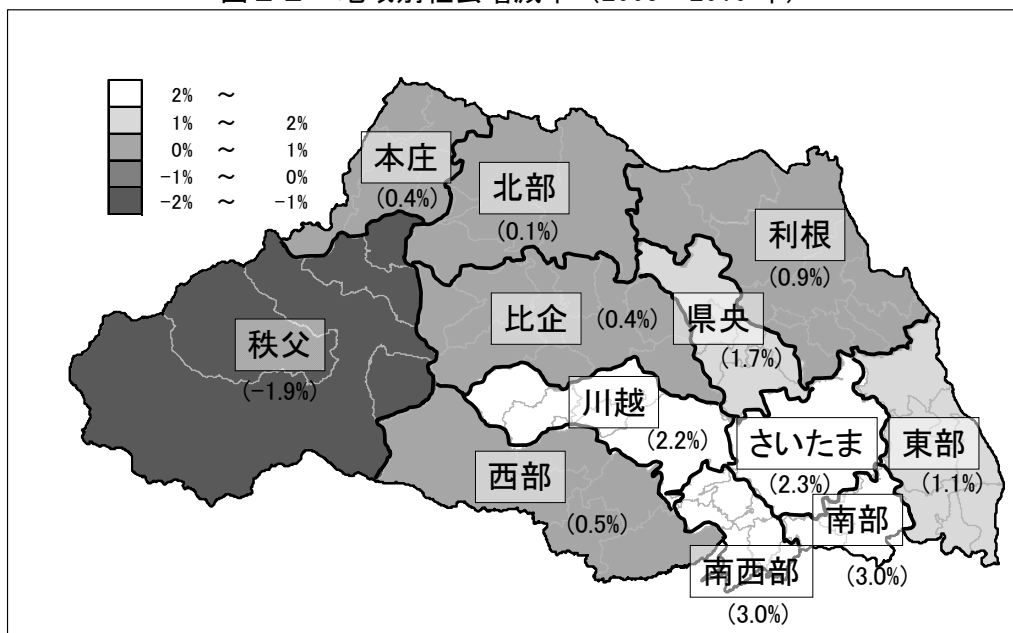 2% ～
1% ～ 2%
0% ～ 1%
-1% ～ 0%
-2% ～ -1%
本庄
(0.4%)
北部
(0.1%)
利根
(0.9%)
比企
(0.4%)
県央
(1.7%)
秩父
(-1.9%)
川越
(2.2%)
さいたま
(2.3%)
東部
(1.1%)
西部
(0.5%)
南部
(3.0%)
南西部
(3.0%)